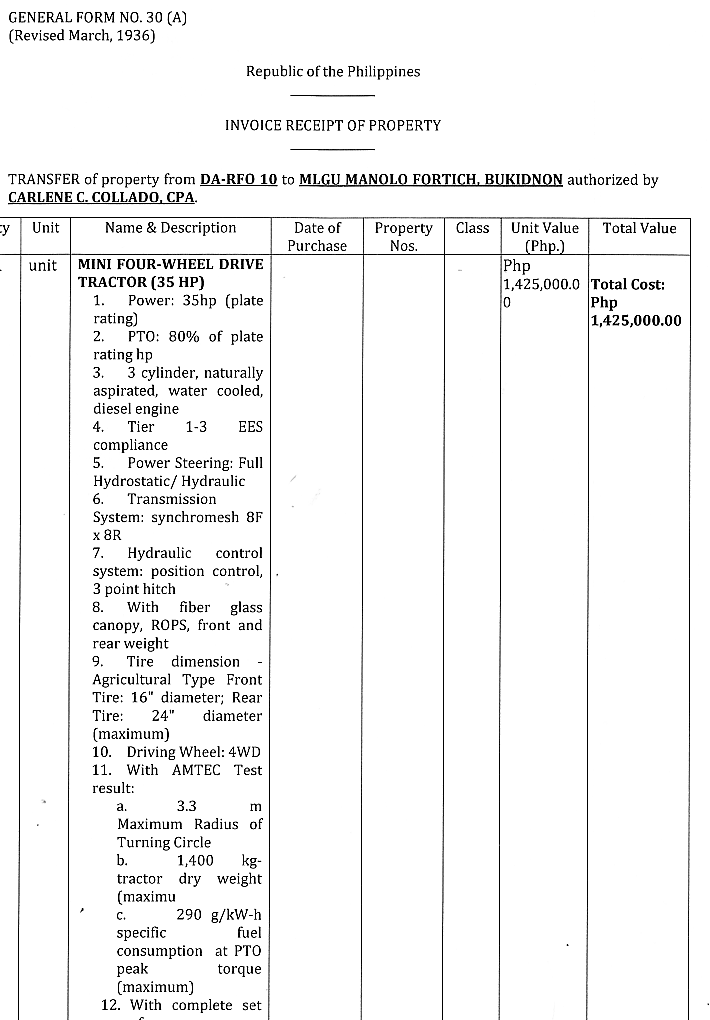 GENERAL FORM NO. 30 (A)
(Revised March, 1936)
Republic of the Philippines
INVOICE RECEIPT OF PROPERTY
TRANSFER of property from DA-RFO 10 to MLGU MANOLO FORTICH, BUKIDNON authorized by
CARLENE C. COLLADO, CPA.
ty Unit Name & Description Date of Purchase Property Nos. Class Unit Value (Php.) Total Value
unit
MINI FOUR-WHEEL DRIVE
TRACTOR (35 HP)
1. Power: 35hp (plate
rating)
2. PTO: 80% of plate
rating hp
3. 3 cylinder, naturally
aspirated, water cooled,
diesel engine
4. Tier 1-3 EES
compliance
5. Power Steering: Full
Hydrostatic/ Hydraulic
6. Transmission
System: synchromesh 8F
x 8R
7. Hydraulic control
system: position control,
3 point hitch
8. With fiber glass
canopy, ROPS, front and
rear weight
9. Tire dimension -
Agricultural Type Front
Tire: 16" diameter; Rear
Tire: 24" diameter
(maximum)
10. Driving Wheel: 4WD
11. With AMTEC Test
result:
a. 3.3 m
Maximum Radius of
Turning Circle
b. 1,400 kg-
tractor dry weight
(maximu
c. 290 g/kW-h
specific fuel
consumption at PTO
peak torque
(maximum)
12. With complete set
Php
1,425,000.0
0
Total Cost:
Php
1,425,000.00